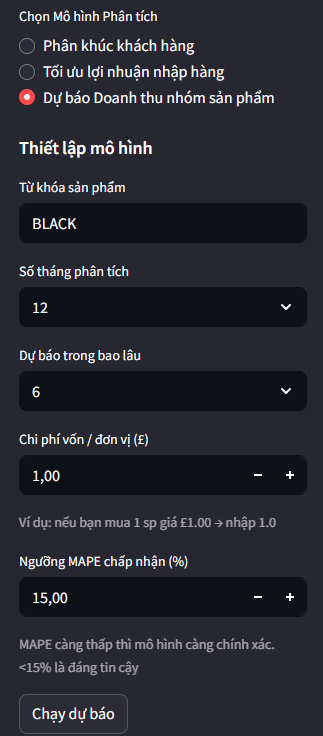 Chọn Mô hình Phân tích
Phân khúc khách hàng
Tối ưu lợi nhuận nhập hàng
Dự báo Doanh thu nhóm sản phẩm
Thiết lập mô hình
Từ khóa sản phẩm
BLACK
Số tháng phân tích
12
Dự báo trong bao lâu
6
Chi phí vốn / đơn vị (£)
1,00
Ví dụ: nếu bạn mua 1 sp giá £1.00 → nhập 1.0
Ngưỡng MAPE chấp nhận (%)
15,00
MAPE càng thấp thì mô hình càng chính xác.
<15% là đáng tin cậy
Chạy dự báo